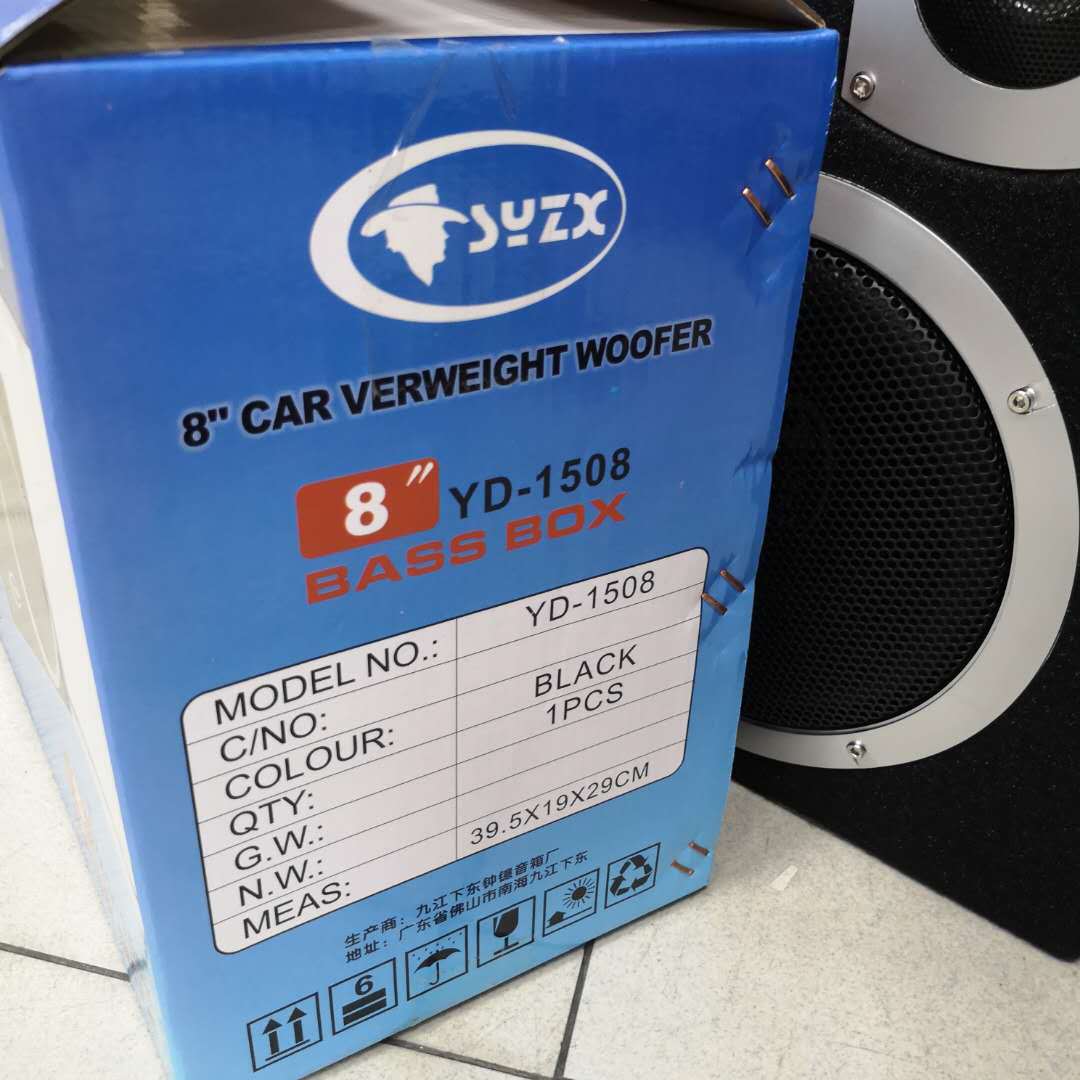 SYZX
8" CAR VERWEIGHT WOOFER
8" YD-1508
BASS BOX
MODEL NO.: YD-1508
C/NO:
COLOUR: BLACK
QTY: 1PCS
G.W.:
N.W.:
MEAS: 39.5X19X29CM
生产商：九江下东钟锶音箱厂
地址：广东省佛山市南海九江下东
6